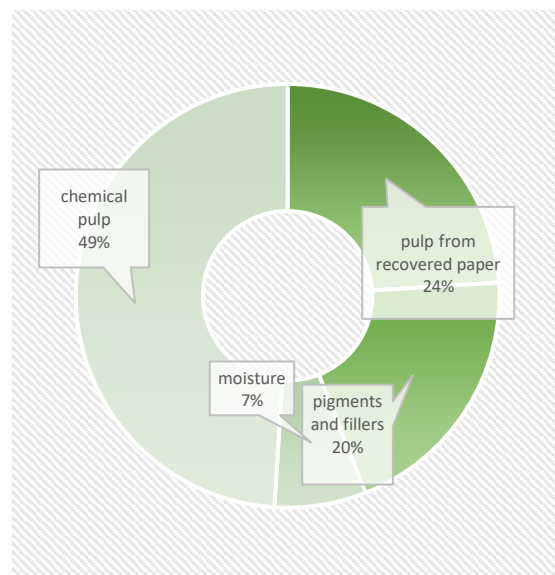 chemical
pulp
49%
pulp from
recovered paper
24%
moisture
7%
pigments
and fillers
20%